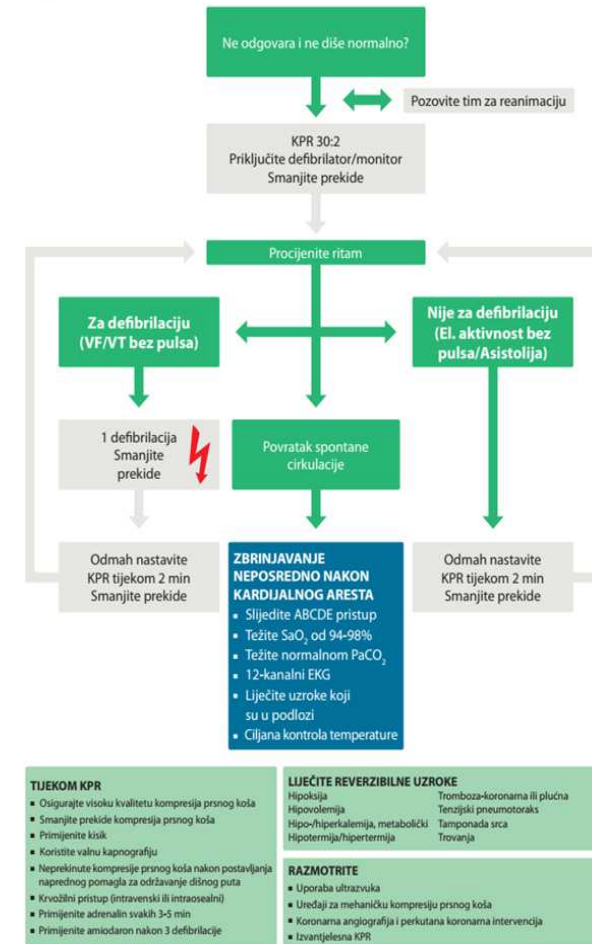 Ne odgovara i ne diše normalno?
Pozovite tim za reanimaciju
KPR 30:2
Priključite defibrilator/monitor
Smanjite prekide
Procijenite ritam
Za defibrilaciju
(VF/VT bez pulsa)
Nije za defibrilaciju
(El. aktivnost bez
pulsa/Asistolija)
1 defibrilacija
Smanjite
prekide
Povratak spontane
cirkulacije
Odmah nastavite
KPR tijekom 2 min
Smanjite prekide
ZBRINJAVANJE
NEPOSREDNO NAKON
KARDIJALNOG ARESTA
▪ Slijedite ABCDE pristup
▪ Težite SaO₂ od 94-98%
▪ Težite normalnom PaCO₂
▪ 12-kanalni EKG
▪ Liječite uzroke koji
su u podlozi
▪ Ciljana kontrola temperature
Odmah nastavite
KPR tijekom 2 min
Smanjite prekide
TIJEKOM KPR
▪ Osigurajte visoku kvalitetu kompresija prsnog koša
▪ Smanjite prekide kompresija prsnog koša
▪ Primijenite kisik
▪ Koristite valnu kapnografiju
▪ Neprekinute kompresije prsnog koša nakon postavljanja
naprednog pomagla za održavanje dišnog puta
▪ Krvožilni pristup (intravenski ili intraosealni)
▪ Primijenite adrenalin svakih 3-5 min
▪ Primijenite amiodaron nakon 3 defibrilacije
LIJEČITE REVERZIBILNE UZROKE
Hipoksija
Hipovolemija
Hipo-/hiperkalemija, metabolički
Hipotermija/hipertermija
Tromboza-koronarna ili plućna
Tenzijski pneumotoraks
Tamponada srca
Trovanja
RAZMOTRITE
▪ Uporaba ultrazvuka
▪ Uređaji za mehaničku kompresiju prsnog koša
▪ Koronarna angiografija i perkutana koronarna intervencija
▪ Izvantjelesna KPR